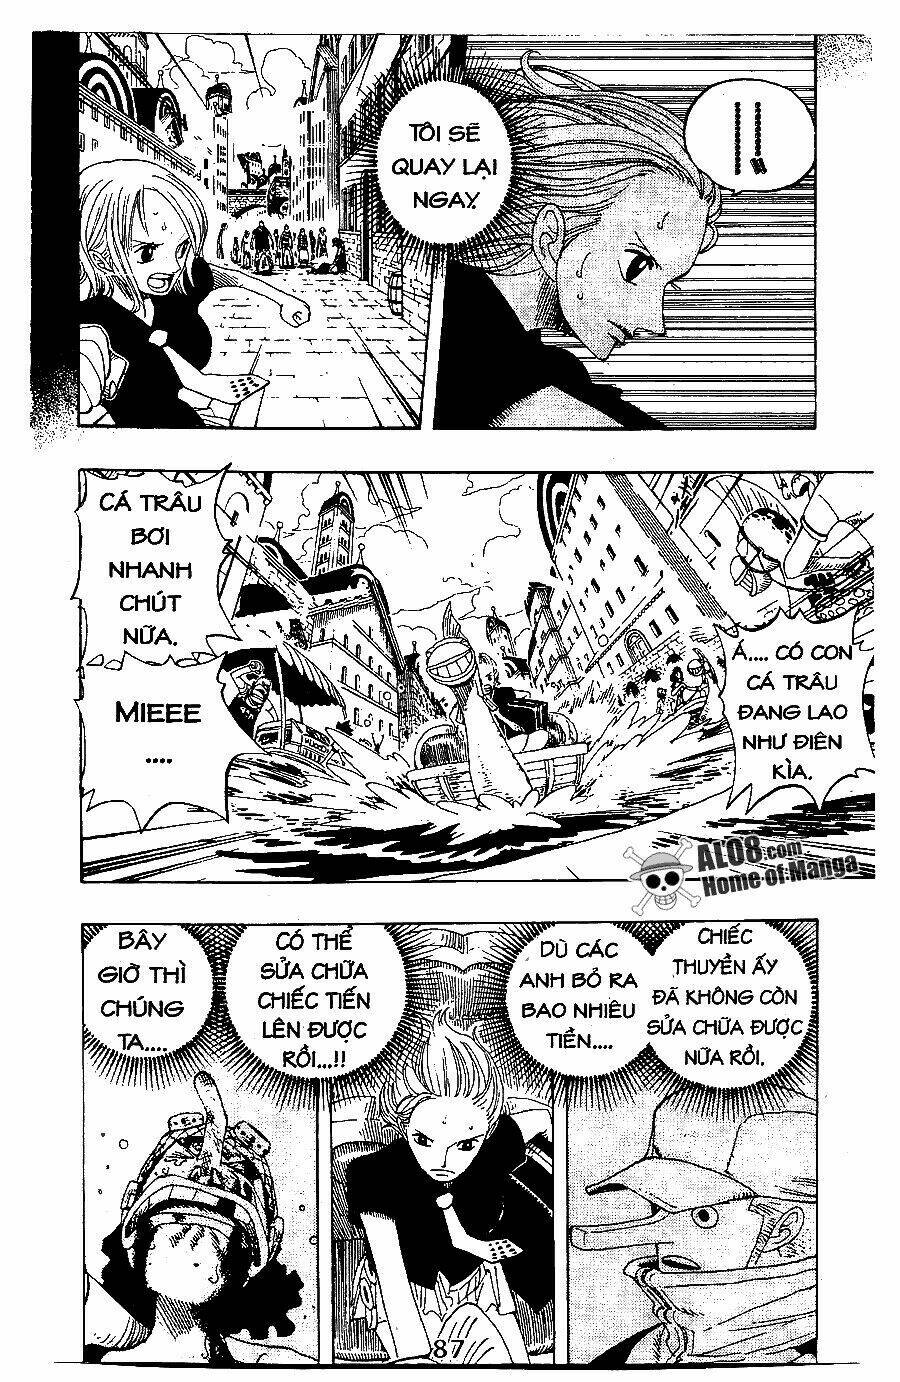 !!
TÔI SẼ
QUAY LẠI
NGAY.
Á.... CÓ CON
CÁ TRÂU
ĐANG LAO
NHƯ ĐIÊN
KÌA.
CÁ TRÂU
BƠI
NHANH
CHÚT
NỮA.
MIEEE
....
AL08.com
Home of Manga
CHIẾC
THUYỀN ẤY
ĐÃ KHÔNG CÒN
SỬA CHỮA ĐƯỢC
NỮA RỒI.
DÙ CÁC
ANH BỎ RA
BAO NHIÊU
TIỀN....
CÓ THỂ
SỬA CHỮA
CHIẾC TIẾN
LÊN ĐƯỢC
RỒI...!!
BÂY
GIỜ THÌ
CHÚNG
TA....
87